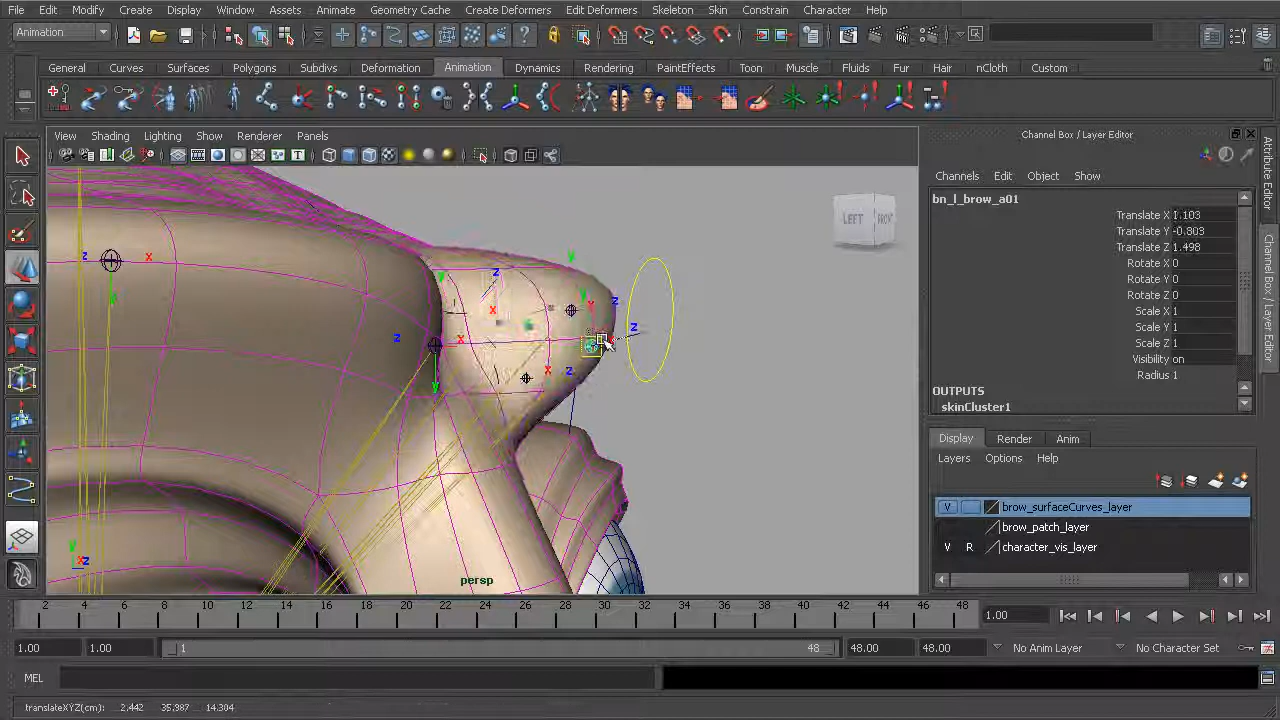 File Edit Modify Create Display Window Assets Animate Geometry Cache Create Deformers Edit Deformers Skeleton Skin Constrain Character Help
Animation
General Curves Surfaces Polygons Subdivs Deformation Animation Dynamics Rendering PaintEffects Toon Muscle Fluids Fur Hair nCloth Custom
View Shading Lighting Show Renderer Panels
Channel Box / Layer Editor
Channels Edit Object Show
bn_l_brow_a01
Translate X 1.103
Translate Y -0.803
Translate Z 1.498
Rotate X 0
Rotate Y 0
Rotate Z 0
Scale X 1
Scale Y 1
Scale Z 1
Visibility on
Radius 1
OUTPUTS
skinCluster1
Display Render Anim
Layers Options Help
V brow_surfaceCurves_layer
brow_patch_layer
V R character_vis_layer
Attribute Editor
Channel Box / Layer Editor
LEFT
persp
2 4 6 8 10 12 14 16 18 20 22 24 26 28 30 32 34 36 38 40 42 44 46 48 1.00
1.00 1.00 1 48 48.00 48.00 No Anim Layer No Character Set
MEL
translateXYZ(cm): 2.442 35.987 14.304